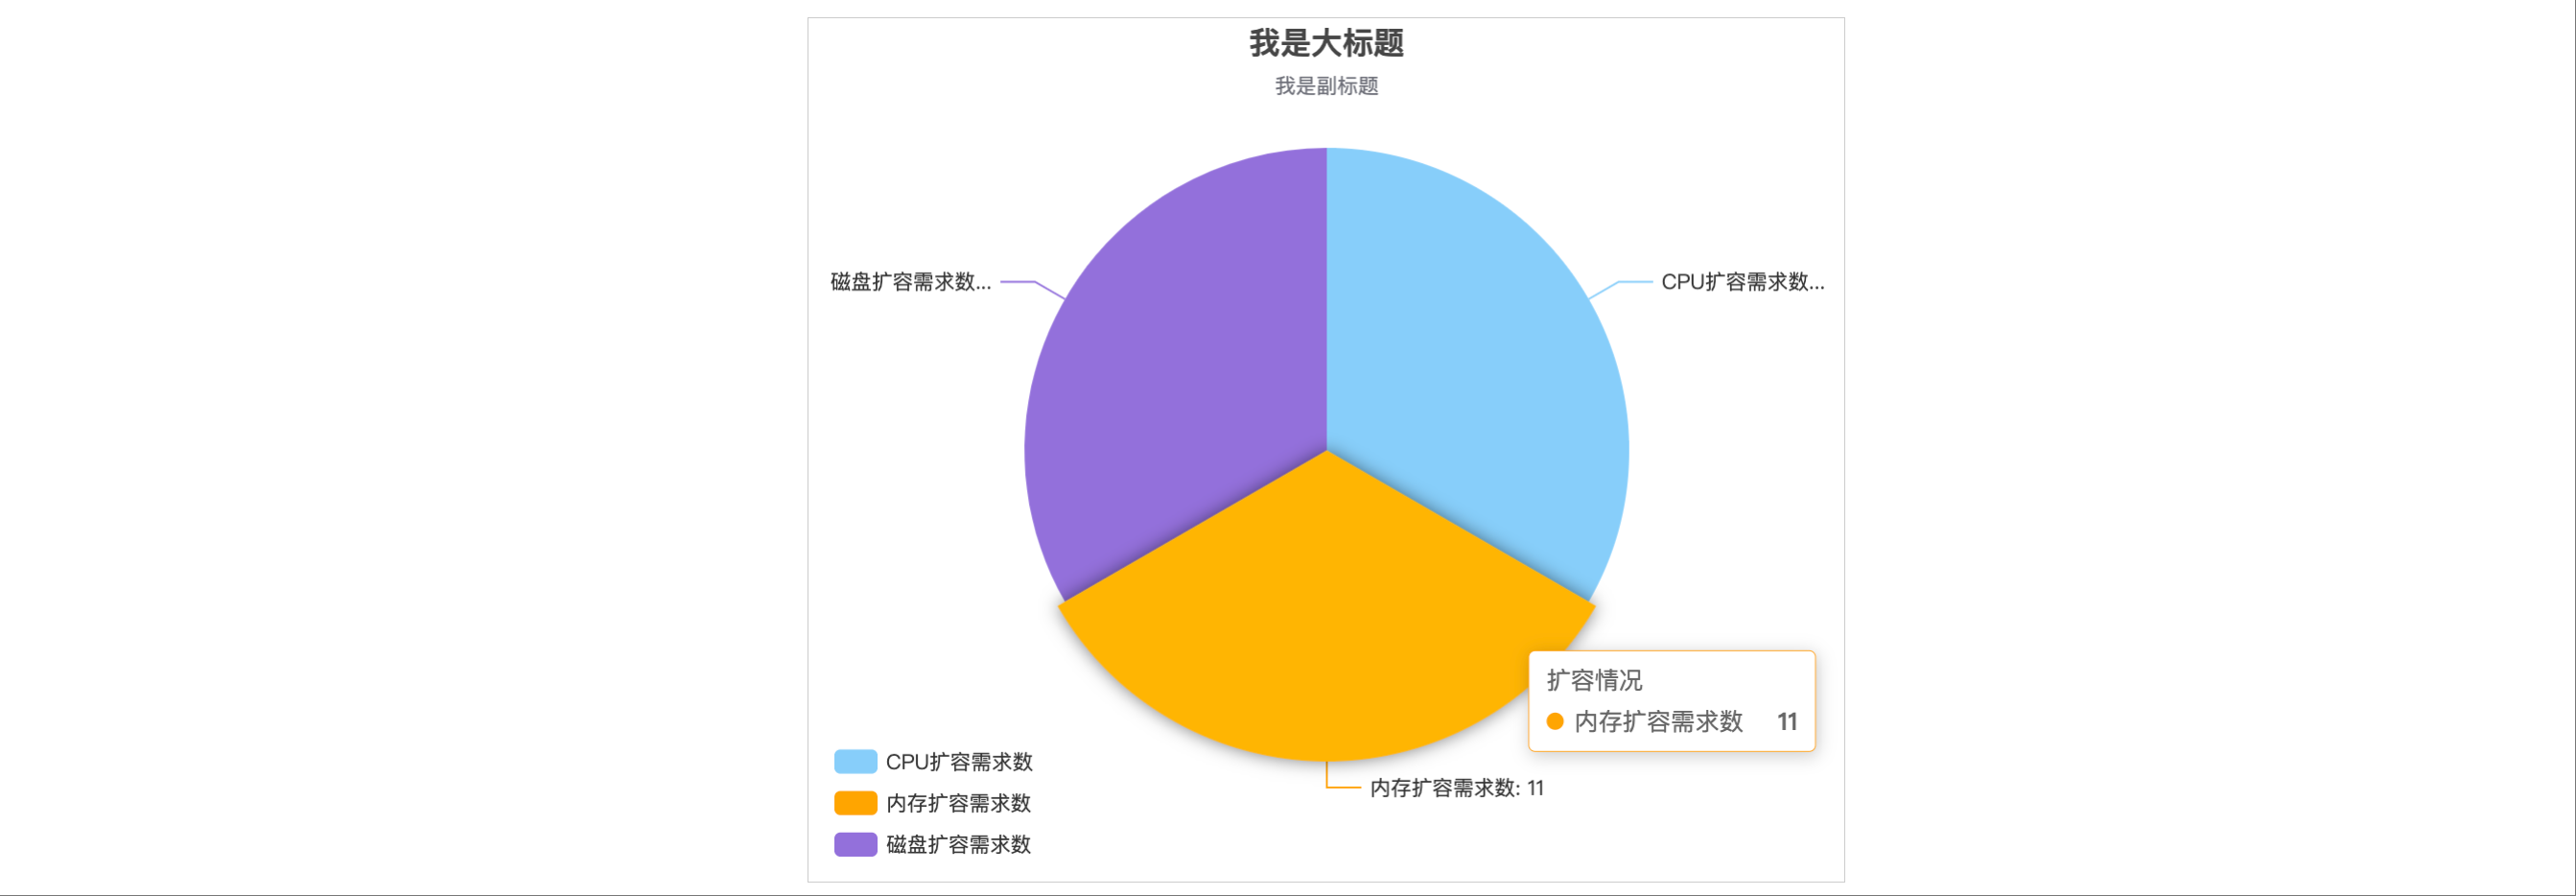 我是大标题
我是副标题
磁盘扩容需求数...
CPU扩容需求数...
扩容情况
内存扩容需求数 11
内存扩容需求数: 11
CPU扩容需求数
内存扩容需求数
磁盘扩容需求数